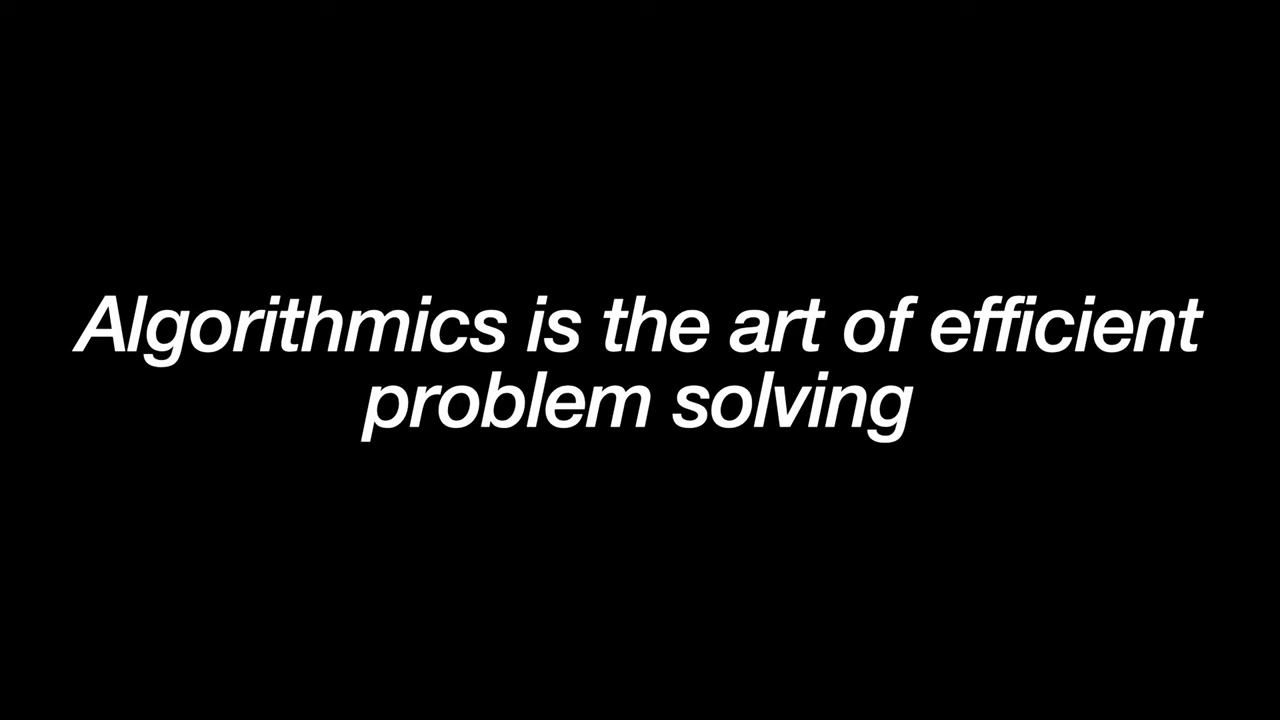 Algorithmics is the art of efficient
problem solving